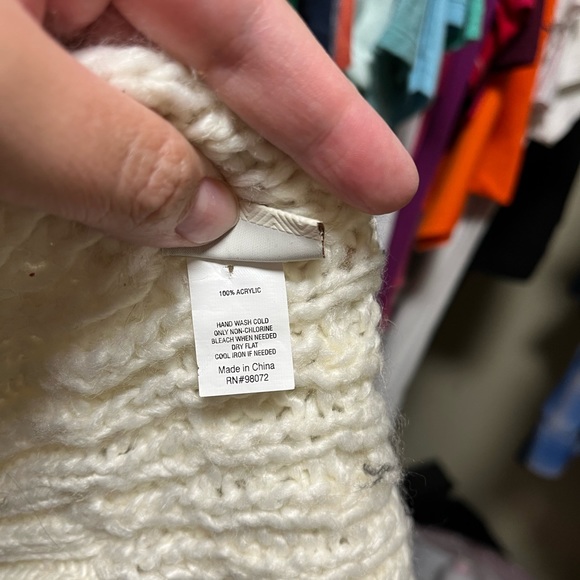 100% ACRYLIC
HAND WASH COLD
ONLY NON-CHLORINE
BLEACH WHEN NEEDED
DRY FLAT
COOL IRON IF NEEDED
Made in China
RN#98072